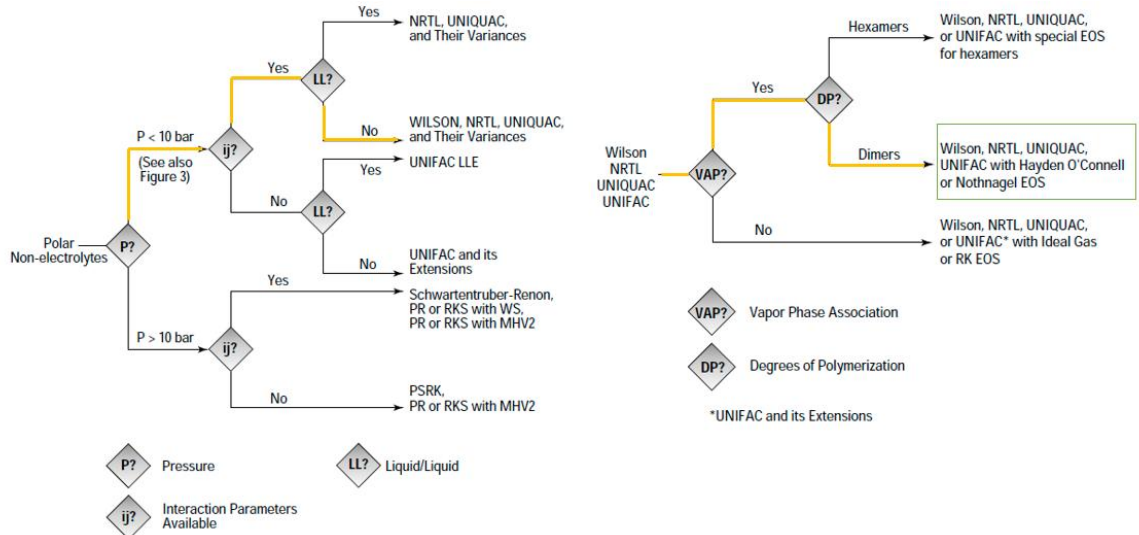 Polar
Non-electrolytes
P?
P < 10 bar
(See also
Figure 3)
P > 10 bar
ij?
Yes
No
LL?
Yes
NRTL, UNIQUAC,
and Their Variances
No
WILSON, NRTL, UNIQUAC,
and Their Variances
LL?
Yes
UNIFAC LLE
No
UNIFAC and its
Extensions
ij?
Yes
Schwartentruber-Renon,
PR or RKS with WS,
PR or RKS with MHV2
No
PSRK,
PR or RKS with MHV2
P? Pressure
ij? Interaction Parameters
Available
LL? Liquid/Liquid
Wilson
NRTL
UNIQUAC
UNIFAC
VAP?
Yes
No
DP?
Hexamers
Wilson, NRTL, UNIQUAC,
or UNIFAC with special EOS
for hexamers
Dimers
Wilson, NRTL, UNIQUAC,
UNIFAC with Hayden O'Connell
or Nothnagel EOS
Wilson, NRTL, UNIQUAC,
or UNIFAC* with Ideal Gas
or RK EOS
VAP? Vapor Phase Association
DP? Degrees of Polymerization
*UNIFAC and its Extensions